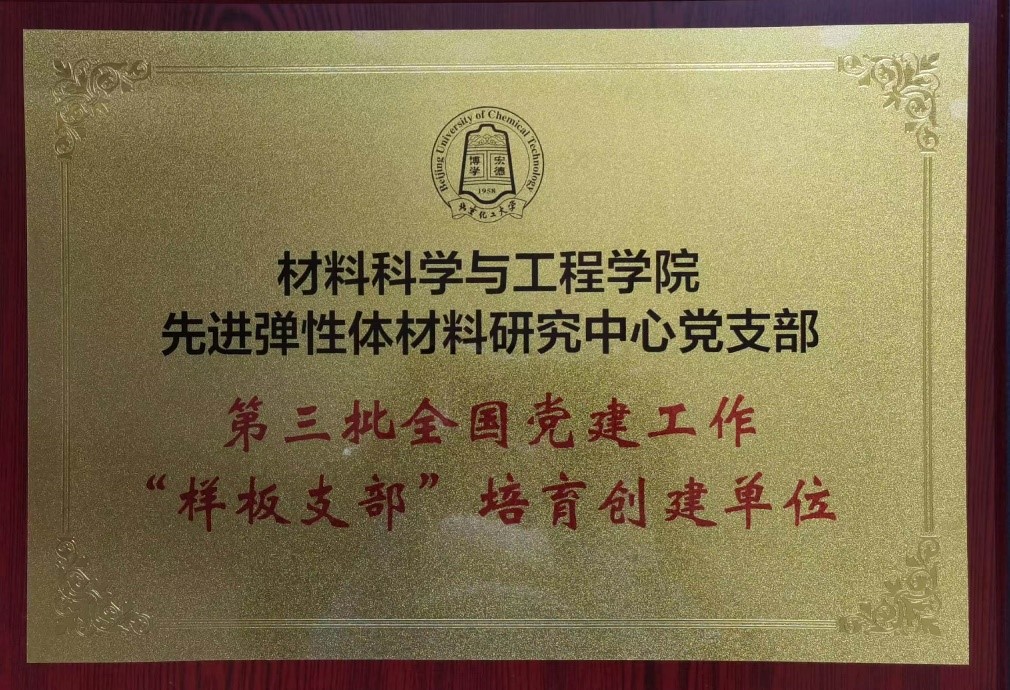 Beijing University of Chemical Technology
博学 宏德
1958
北京化工大学
材料科学与工程学院
先进弹性体材料研究中心党支部
第三批全国党建工作
“样板支部”培育创建单位